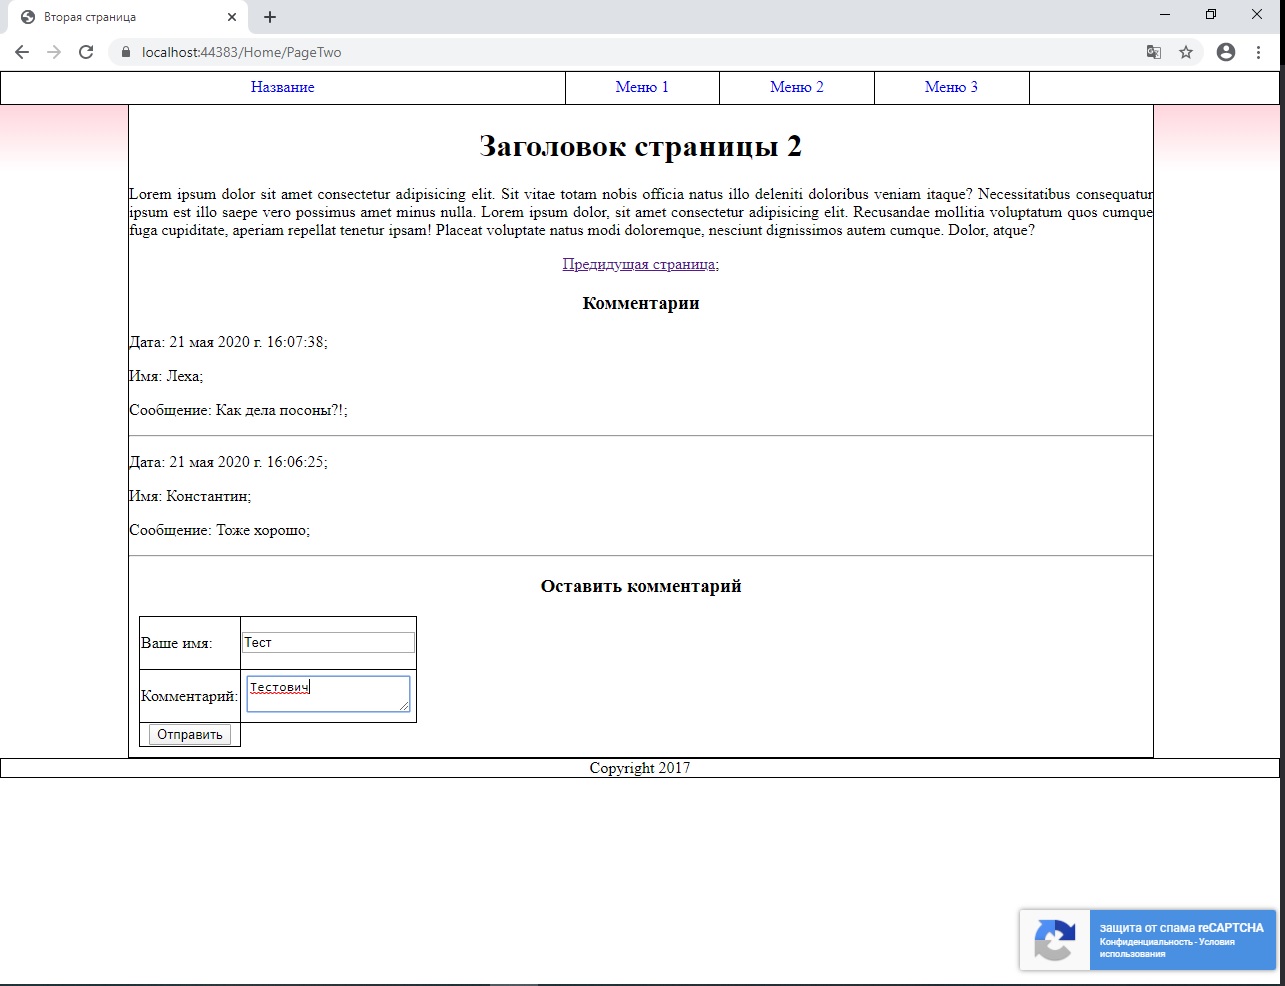 Вторая страница
localhost:44383/Home/PageTwo
Название Меню 1 Меню 2 Меню 3
Заголовок страницы 2
Lorem ipsum dolor sit amet consectetur adipisicing elit. Sit vitae totam nobis officia natus illo deleniti doloribus veniam itaque? Necessitatibus consequatur
ipsum est illo saepe vero possimus amet minus nulla. Lorem ipsum dolor, sit amet consectetur adipisicing elit. Recusandae mollitia voluptatum quos cumque
fuga cupiditate, aperiam repellat tenetur ipsam! Placeat voluptate natus modi doloremque, nesciunt dignissimos autem cumque. Dolor, atque?
Предидущая страница;
Комментарии
Дата: 21 мая 2020 г. 16:07:38;
Имя: Леха;
Сообщение: Как дела посоны?!;
Дата: 21 мая 2020 г. 16:06:25;
Имя: Константин;
Сообщение: Тоже хорошо;
Оставить комментарий
Ваше имя: Тест
Комментарий: Тестович
Отправить
Copyright 2017
защита от спама reCAPTCHA
Конфиденциальность - Условия
использования